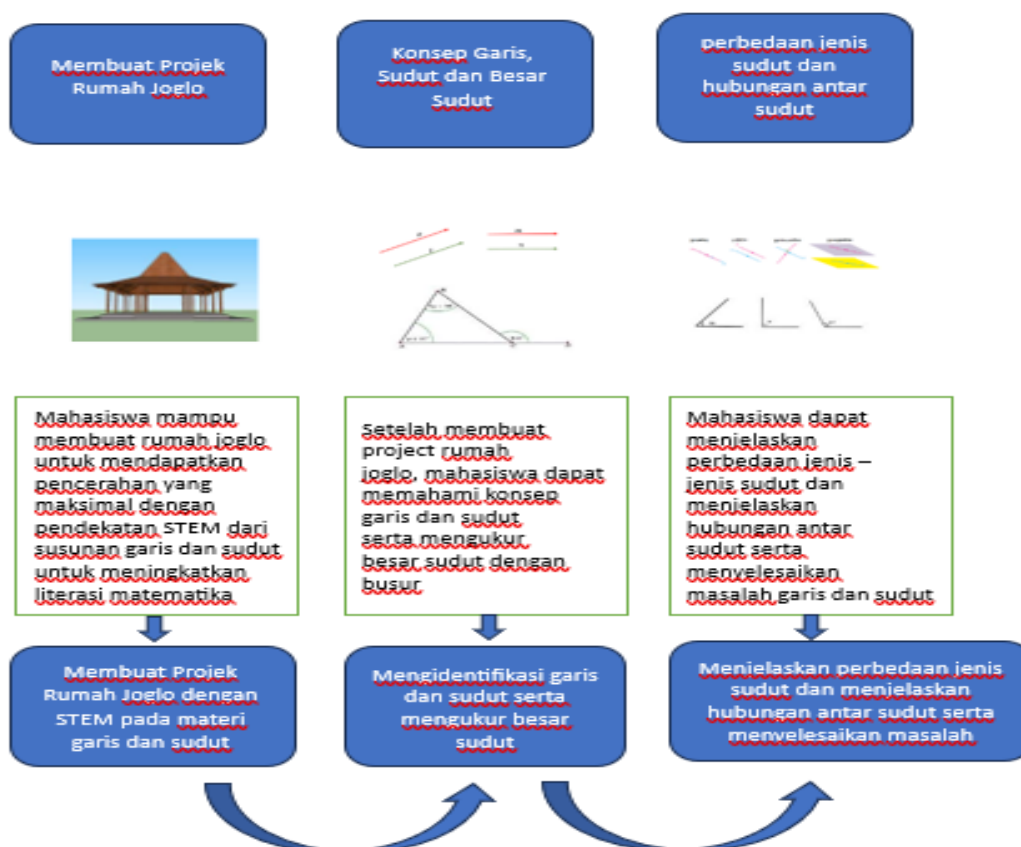 Membuat Projek
Rumah Joglo
Konsep Garis,
Sudut dan Besar
Sudut
perbedaan jenis
sudut dan
hubungan antar
sudut
Mahasiswa mampu
membuat rumah joglo
untuk mendapatkan
pencerahan yang
maksimal dengan
pendekatan STEM dari
susunan garis dan sudut
untuk meningkatkan
literasi matematika
Setelah membuat
project rumah
joglo, mahasiswa dapat
memahami konsep
garis dan sudut
serta mengukur
besar sudut dengan
busur
Mahasiswa dapat
menjelaskan
perbedaan jenis –
jenis sudut dan
menjelaskan
hubungan antar
sudut serta
menyelesaikan
masalah garis dan sudut
Membuat Projek
Rumah Joglo dengan
STEM pada materi
garis dan sudut
Mengidentifikasi garis
dan sudut serta
mengukur besar
sudut
Menjelaskan perbedaan jenis
sudut dan menjelaskan
hubungan antar sudut serta
menyelesaikan masalah